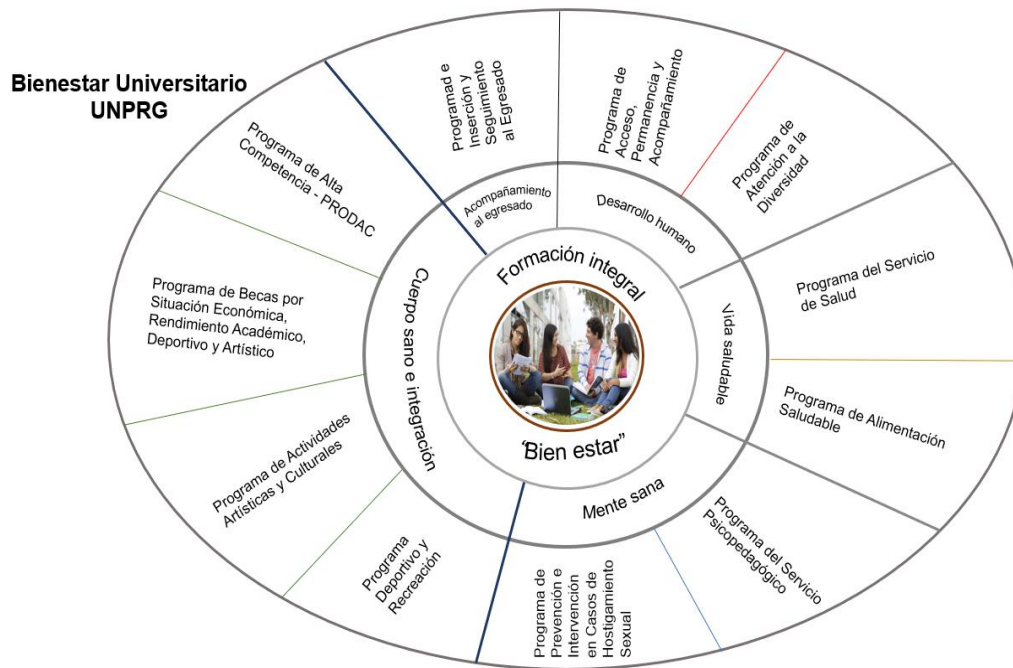 Bienestar Universitario
UNPRG
Programad e
Inserción y
Seguimiento
al Egresado
Programa de
Acceso,
Permanencia y
Acompañamiento
Programa de
Atención a la
Diversidad
Programa del Servicio
de Salud
Programa de Alimentación
Saludable
Programa del Servicio
Psicopedagógico
Programa de
Prevención e
Intervención
en Casos de
Hostigamiento
Sexual
Programa
Deportivo y
Recreación
Programa de Actividades
Artísticas y Culturales
Programa de Becas por
Situación Económica,
Rendimiento Académico,
Deportivo y Artístico
Programa de Alta
Competencia - PRODAC
Acompañamiento
al egresado
Desarrollo humano
Vida saludable
Mente sana
Cuerpo sano e integración
Formación integral
“Bien estar”